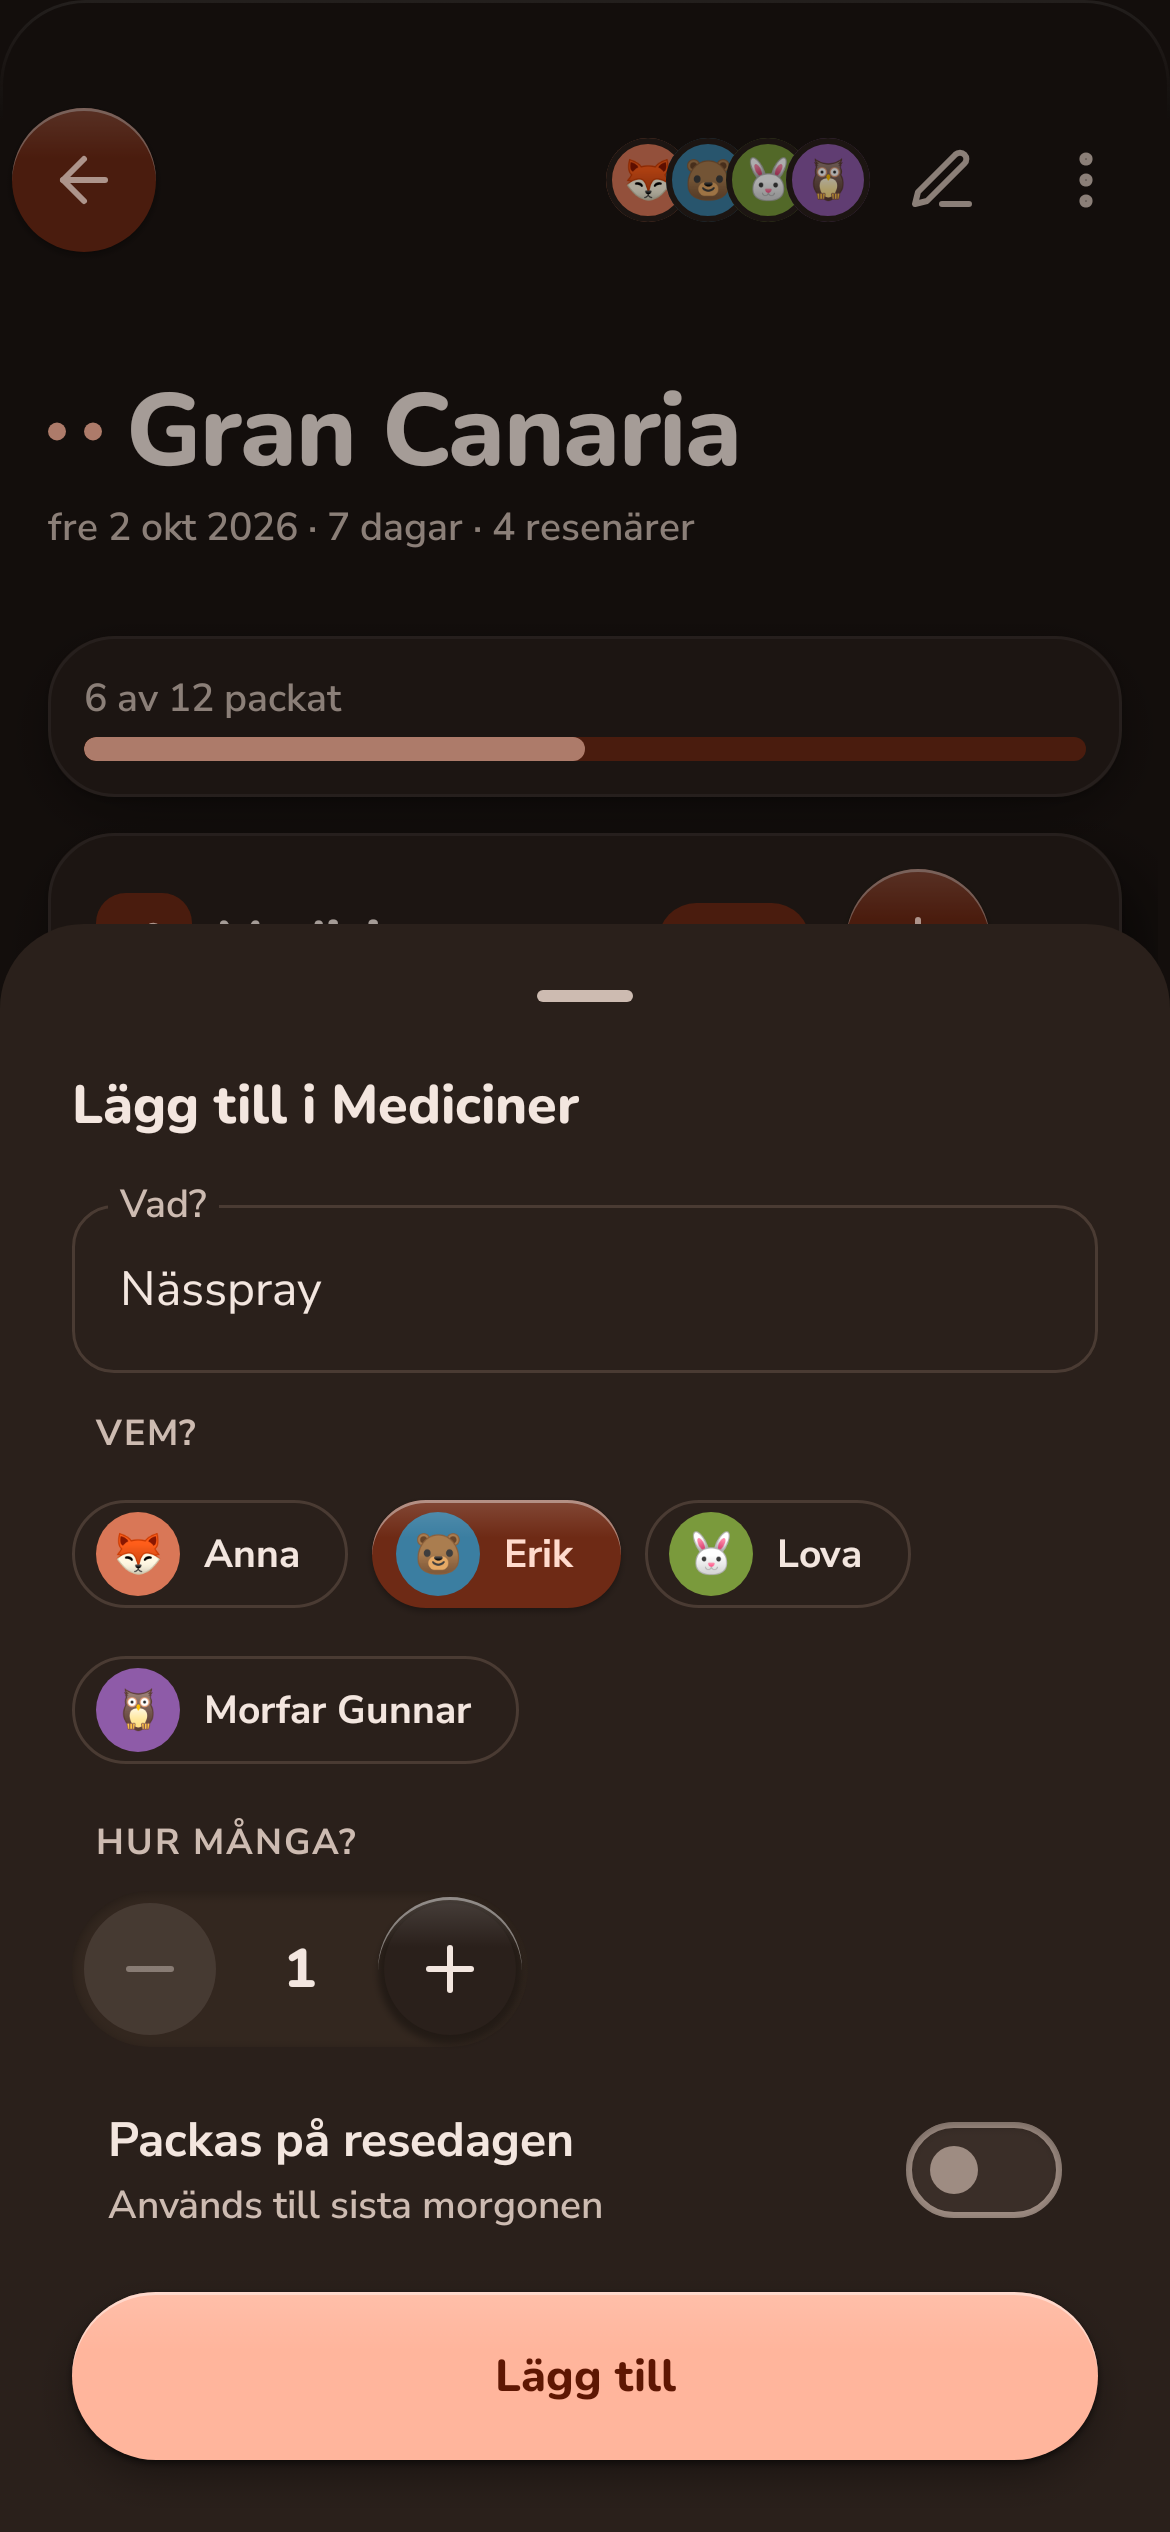 Gran Canaria
fre 2 okt 2026 · 7 dagar · 4 resenärer
6 av 12 packat
Lägg till i Mediciner
Vad?
Nässpray
VEM?
Anna
Erik
Lova
Morfar Gunnar
HUR MÅNGA?
1
Packas på resedagen
Används till sista morgonen
Lägg till